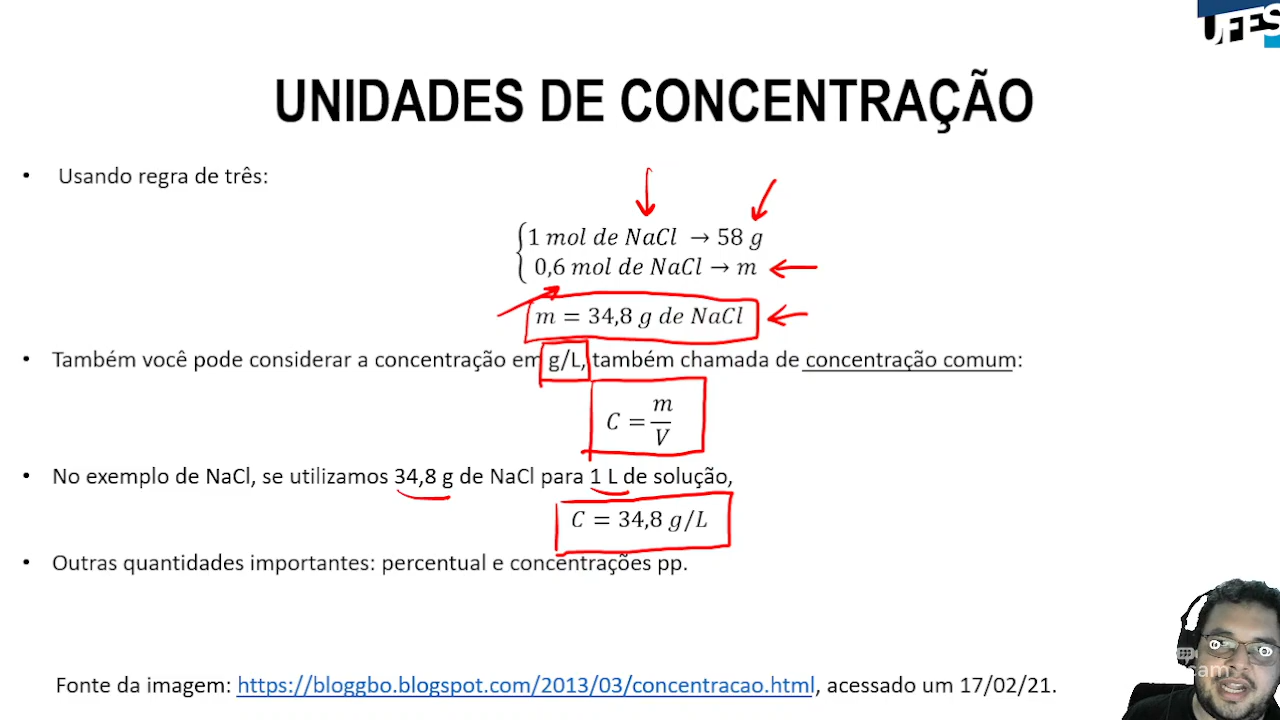 UFES
UNIDADES DE CONCENTRAÇÃO
• Usando regra de três:
1 mol de NaCl → 58 g
0,6 mol de NaCl → m
m = 34,8 g de NaCl
• Também você pode considerar a concentração em g/L, também chamada de concentração comum:
C = m/V
• No exemplo de NaCl, se utilizamos 34,8 g de NaCl para 1 L de solução,
C = 34,8 g/L
• Outras quantidades importantes: percentual e concentrações pp.
Fonte da imagem: https://bloggbo.blogspot.com/2013/03/concentracao.html, acessado um 17/02/21.